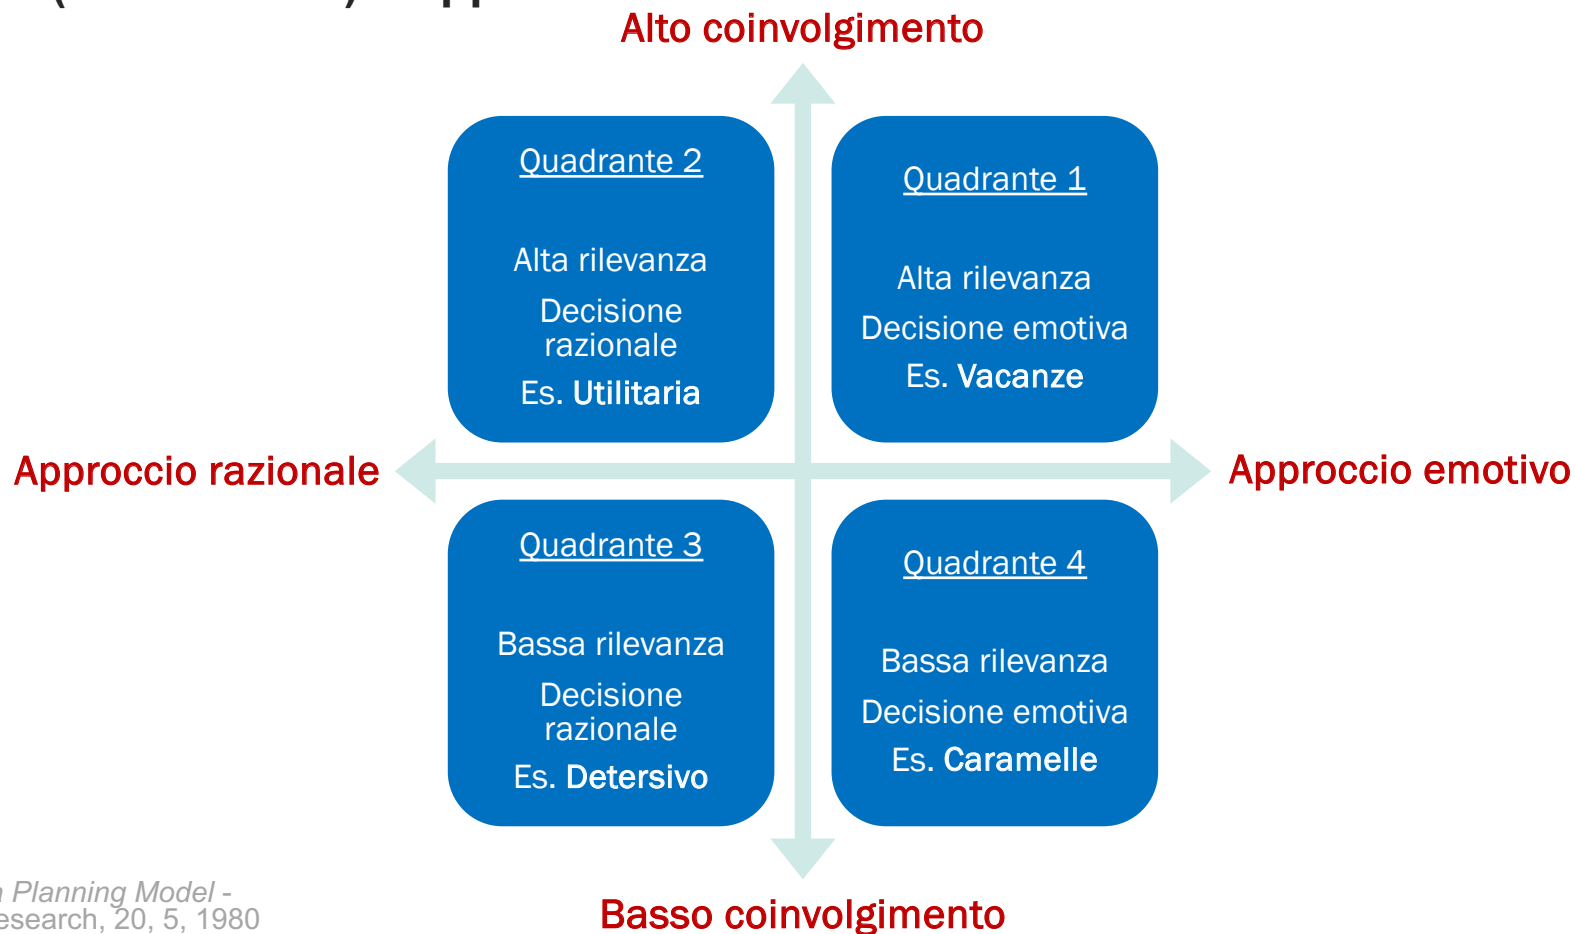 Alto coinvolgimento
Quadrante 2
Alta rilevanza
Decisione
razionale
Es. Utilitaria
Quadrante 1
Alta rilevanza
Decisione emotiva
Es. Vacanze
Approccio razionale
Approccio emotivo
Quadrante 3
Bassa rilevanza
Decisione
razionale
Es. Detersivo
Quadrante 4
Bassa rilevanza
Decisione emotiva
Es. Caramelle
Planning Model -
esearch, 20, 5, 1980
Basso coinvolgimento